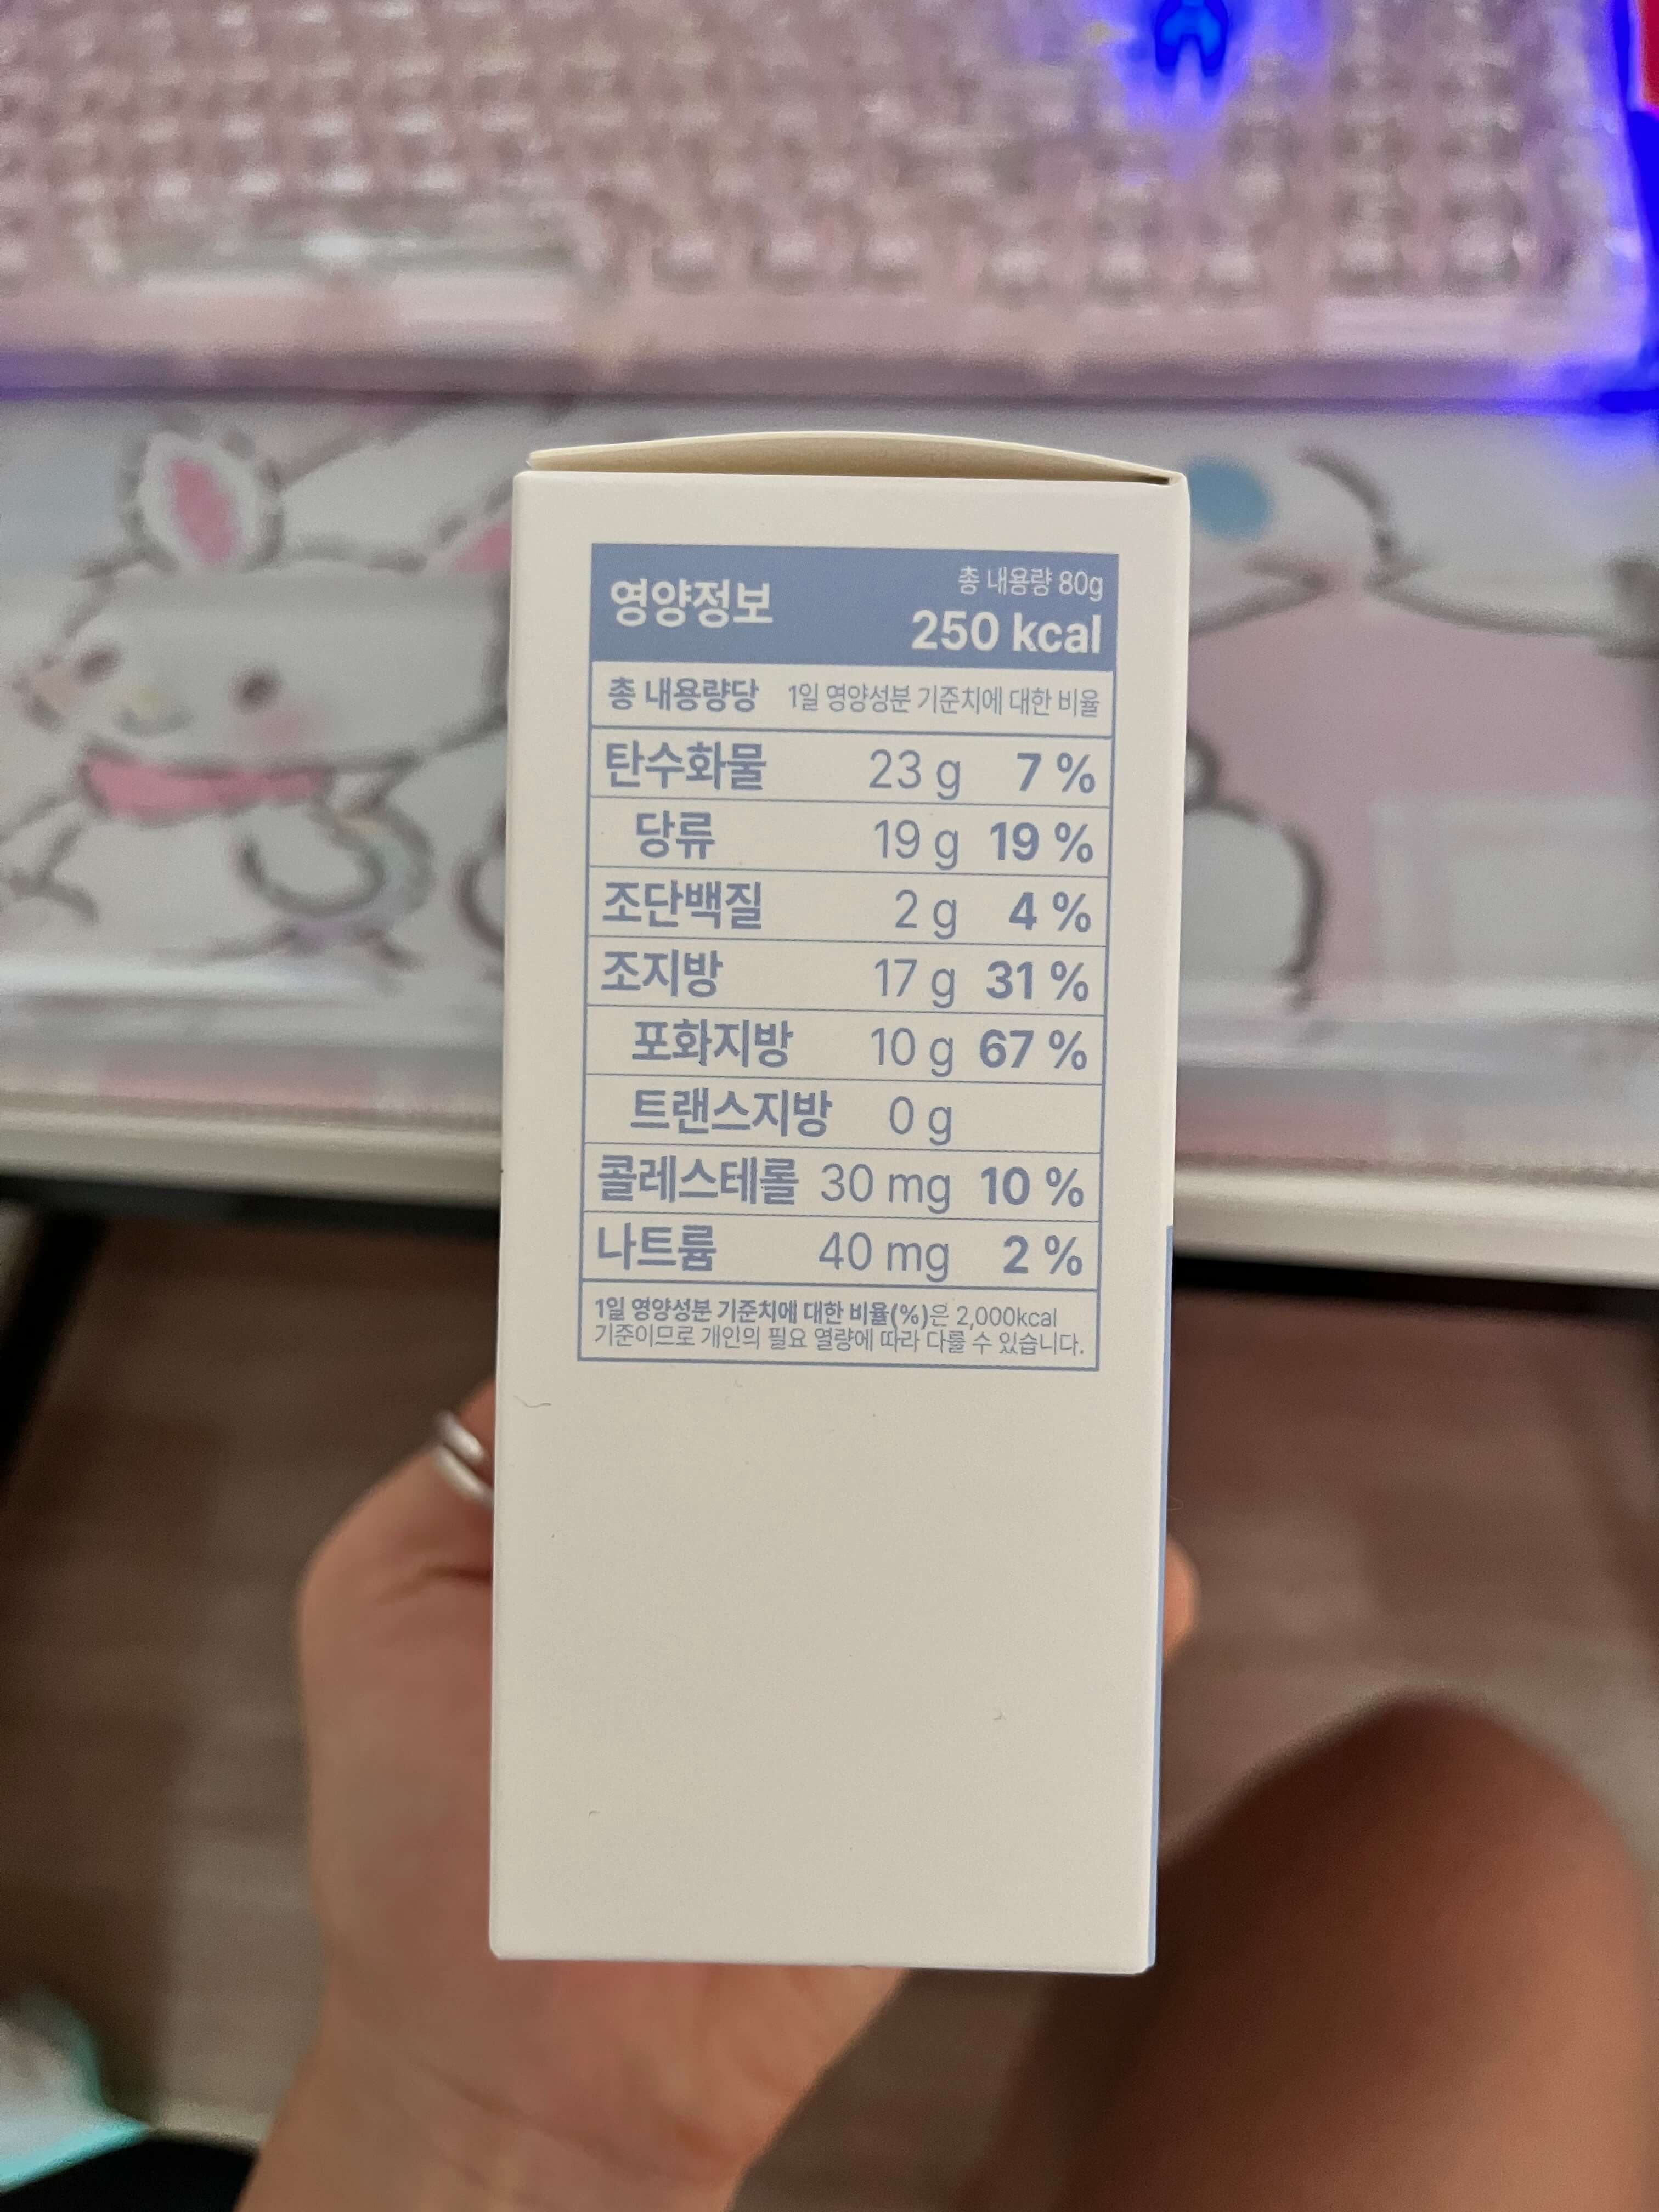 영양정보
총 내용량 80g
250 kcal
총 내용량당 1일 영양성분 기준치에 대한 비율
탄수화물 23 g 7 %
당류 19 g 19 %
조단백질 2 g 4 %
조지방 17 g 31 %
포화지방 10 g 67 %
트랜스지방 0 g
콜레스테롤 30 mg 10 %
나트륨 40 mg 2 %
1일 영양성분 기준치에 대한 비율(%)은 2,000kcal
기준이므로 개인의 필요 열량에 따라 다룰 수 있습니다.